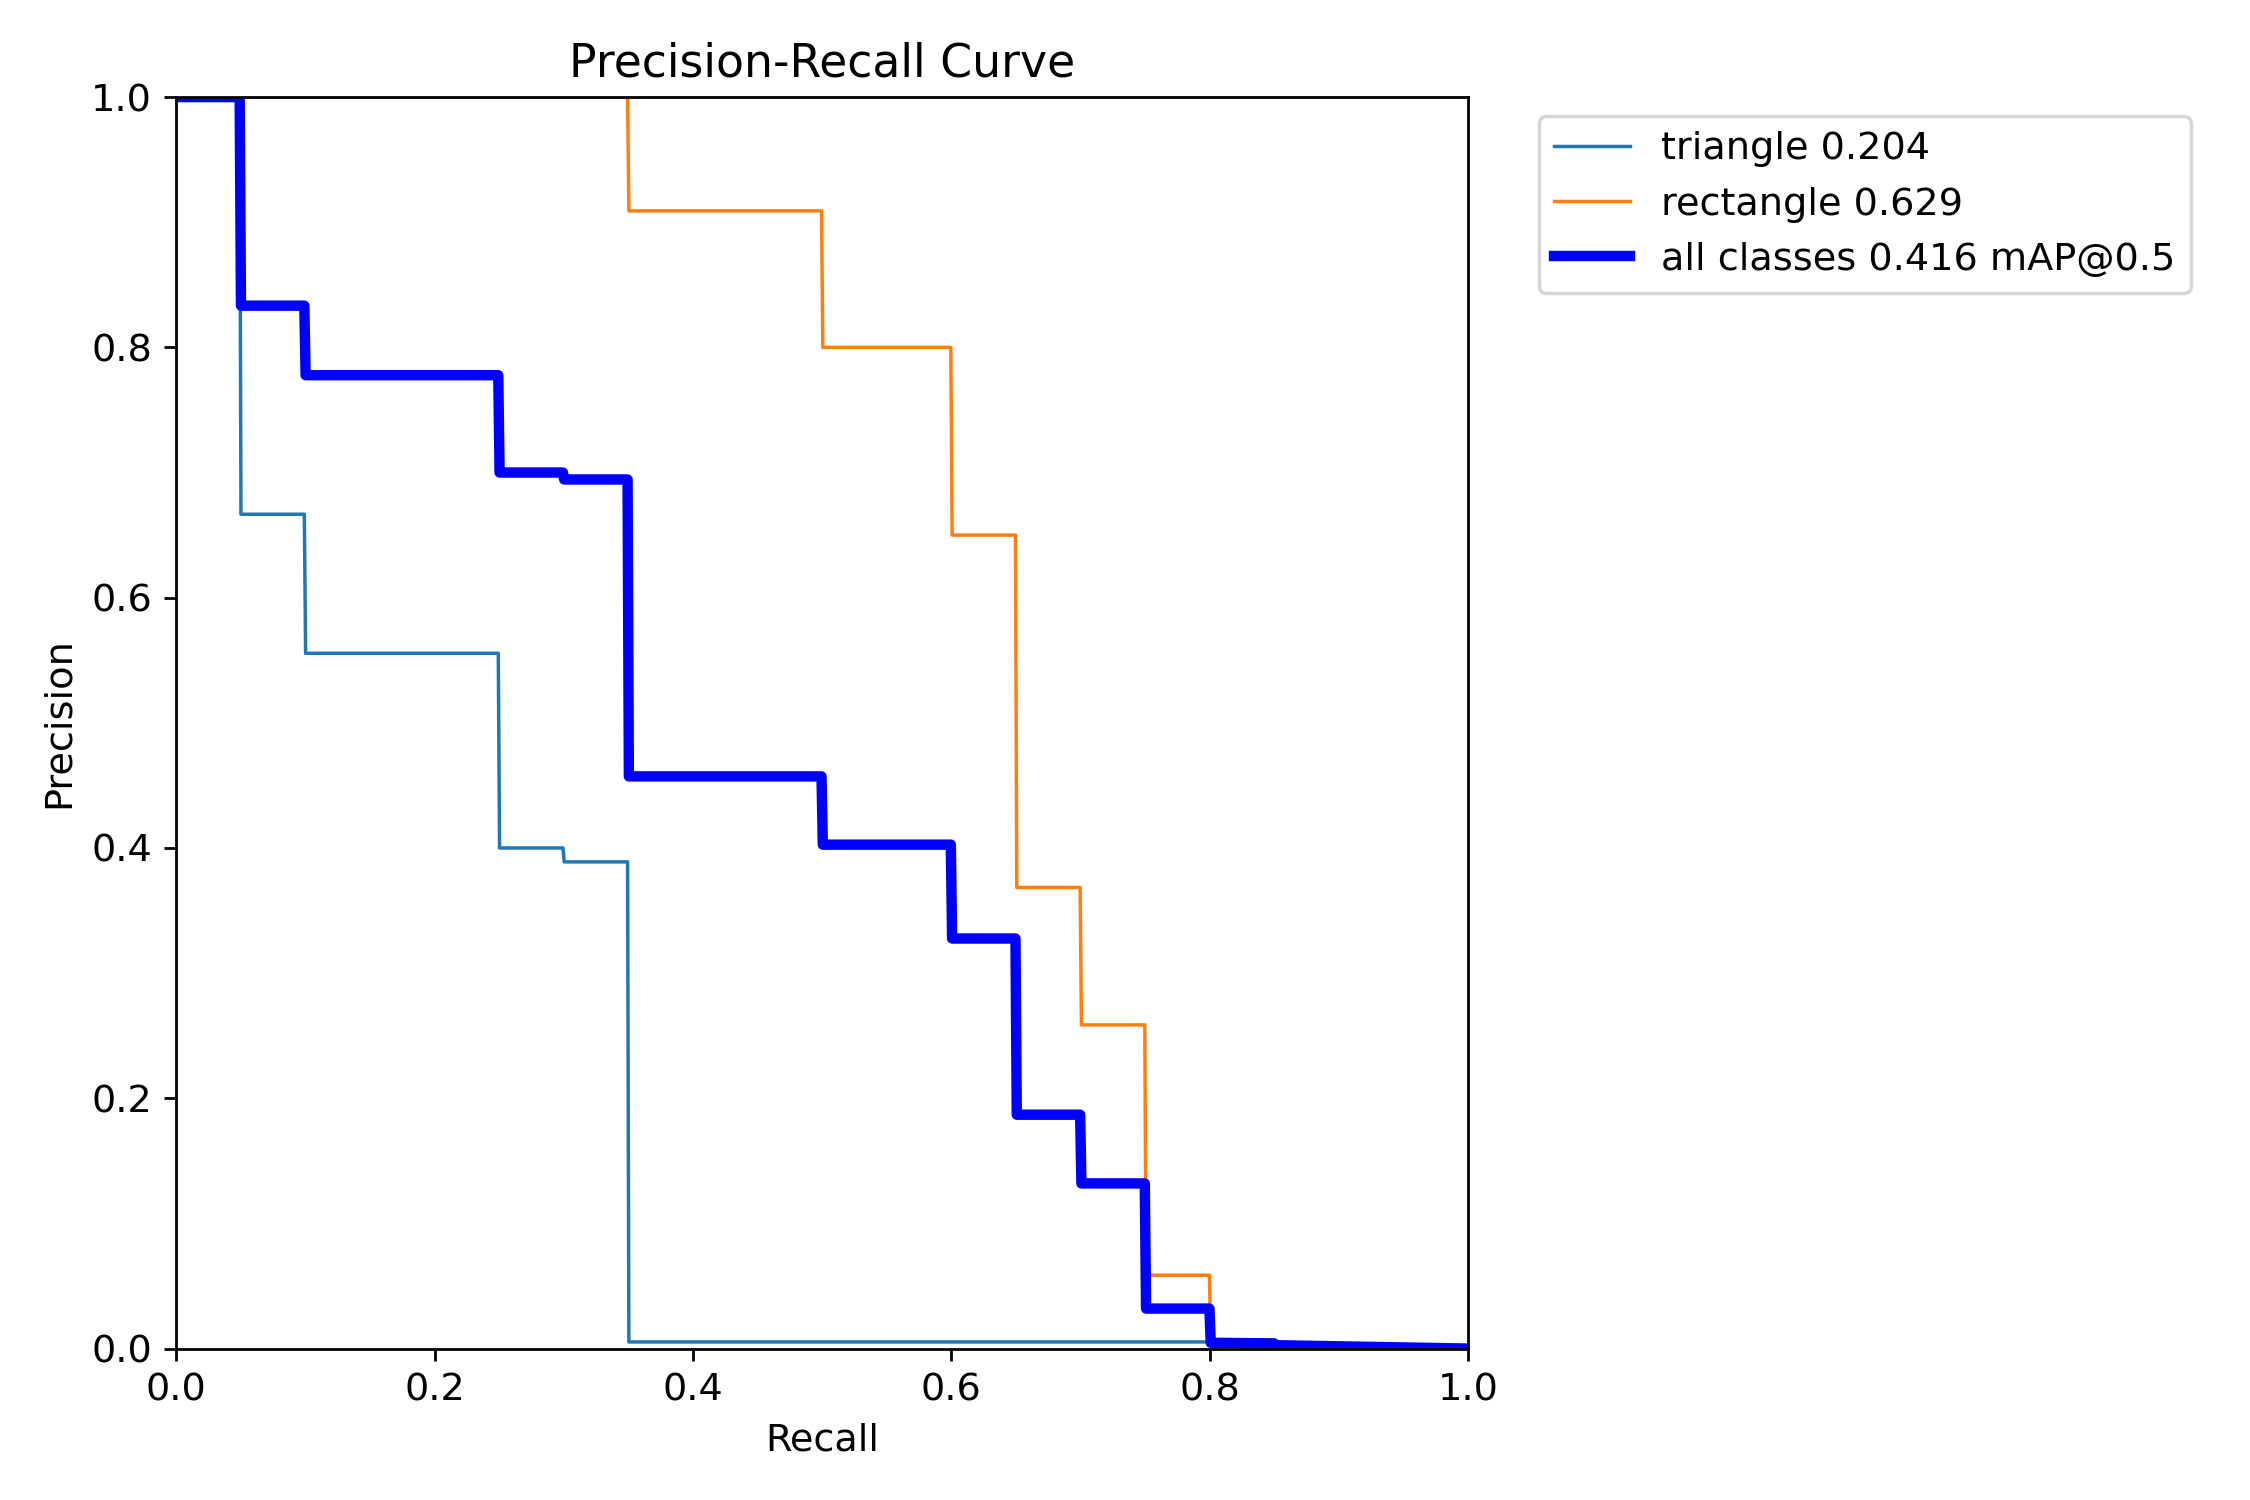 Precision-Recall Curve
1.0
0.8
0.6
0.4
0.2
0.0
Precision
0.0 0.2 0.4 0.6 0.8 1.0
Recall
triangle 0.204
rectangle 0.629
all classes 0.416 mAP@0.5